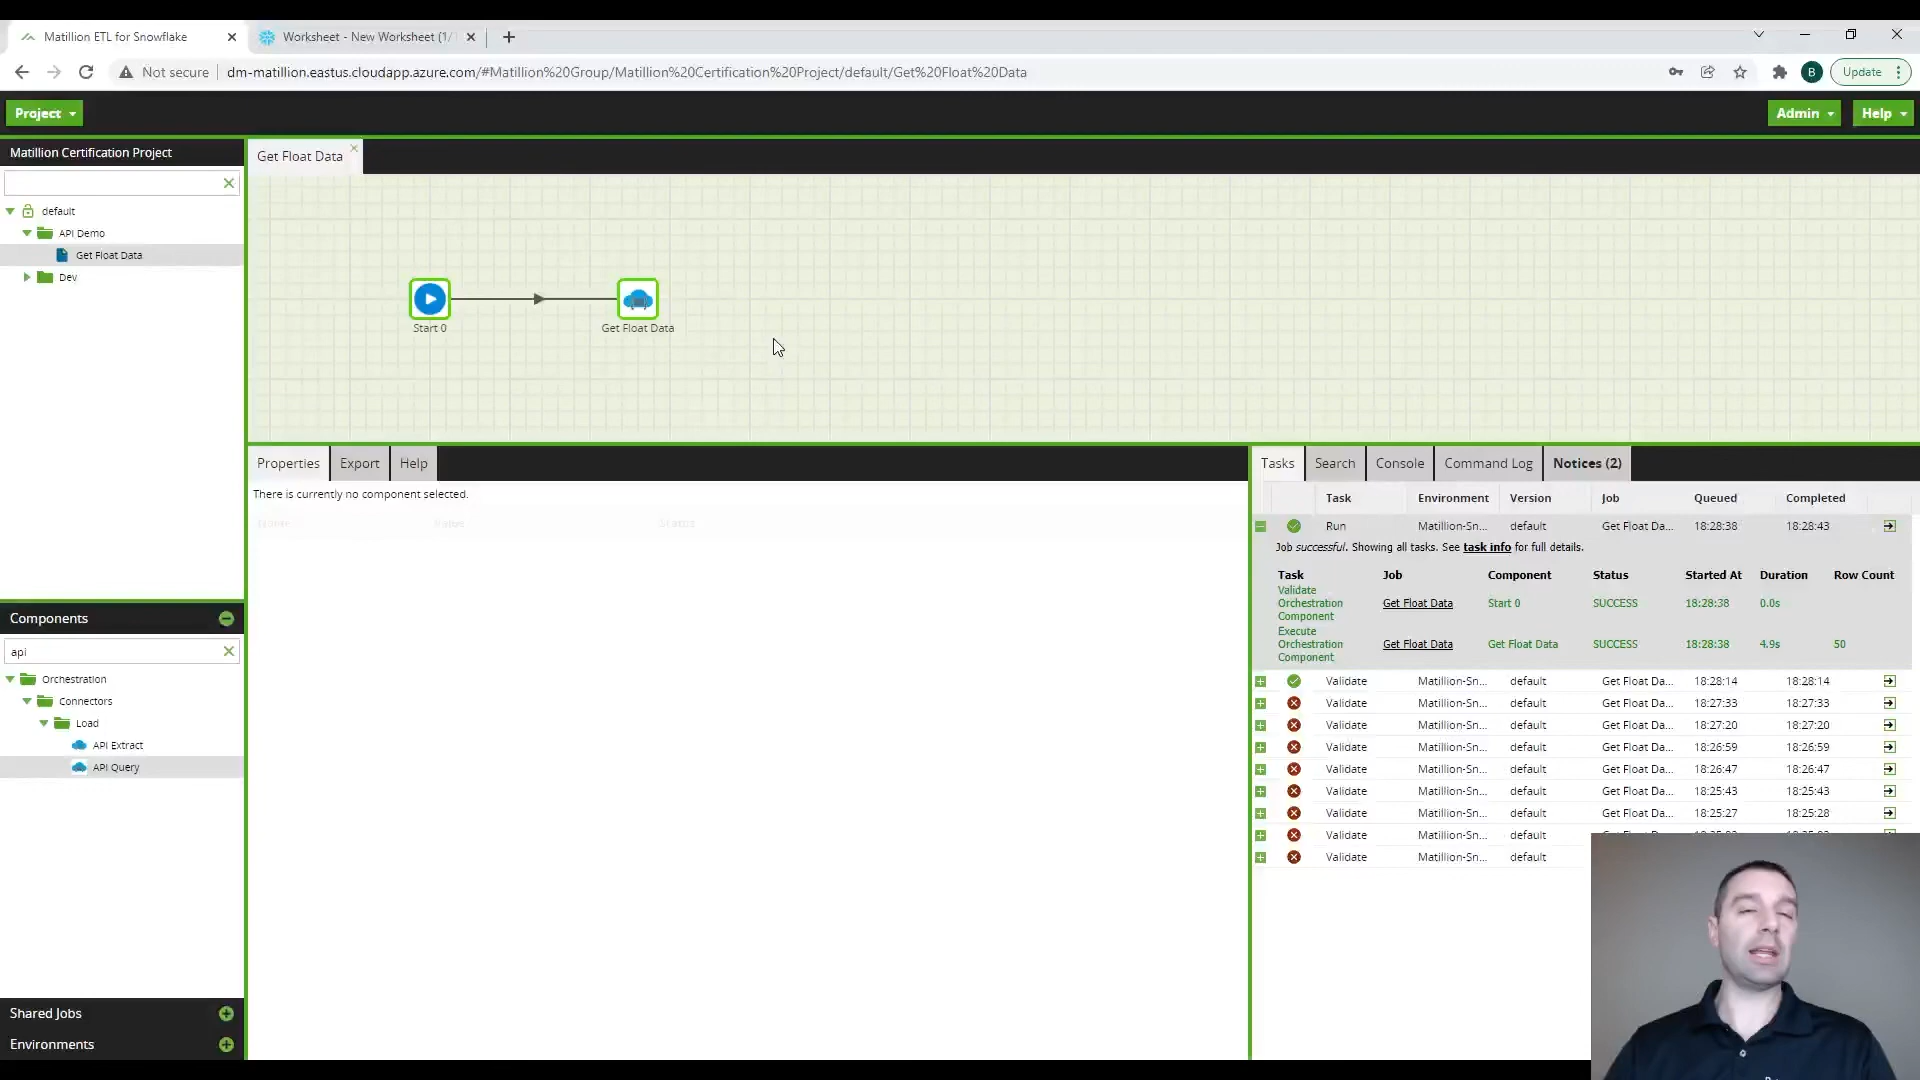 Matillion ETL for Snowflake
Worksheet - New Worksheet (1/
Not secure
dm-matillion.eastus.cloudapp.azure.com/#Matillion%20Group/Matillion%20Certification%20Project/default/Get%20Float%20Data
B
Update
Project
Admin
Help
Matillion Certification Project
default
API Demo
Get Float Data
Dev
Get Float Data
Start 0
Get Float Data
Components
api
Orchestration
Connectors
Load
API Extract
API Query
Shared Jobs
Environments
Properties Export Help
There is currently no component selected.
Name Value Status
Tasks Search Console Command Log Notices (2)
Task Environment Version Job Queued Completed
Run Matillion-Sn... default Get Float Da... 18:28:38 18:28:43
Job successful. Showing all tasks. See task info for full details.
Task Job Component Status Started At Duration Row Count
Validate
Orchestration Get Float Data Start 0 SUCCESS 18:28:38 0.0s
Component
Execute
Orchestration Get Float Data Get Float Data SUCCESS 18:28:38 4.9s 50
Component
Validate Matillion-Sn... default Get Float Da... 18:28:14 18:28:14
Validate Matillion-Sn... default Get Float Da... 18:27:33 18:27:33
Validate Matillion-Sn... default Get Float Da... 18:27:20 18:27:20
Validate Matillion-Sn... default Get Float Da... 18:26:59 18:26:59
Validate Matillion-Sn... default Get Float Da... 18:26:47 18:26:47
Validate Matillion-Sn... default Get Float Da... 18:25:43 18:25:43
Validate Matillion-Sn... default Get Float Da... 18:25:27 18:25:28
Validate Matillion-Sn... default
Validate Matillion-Sn... default